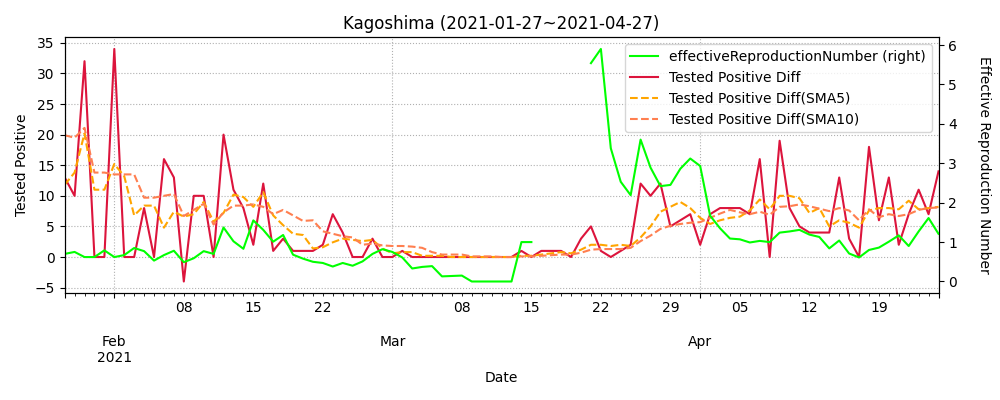 Kagoshima (2021-01-27~2021-04-27)
effectiveReproductionNumber (right)
Tested Positive Diff
Tested Positive Diff(SMA5)
Tested Positive Diff(SMA10)
Tested Positive
35
30
25
20
15
10
5
0
−5
Effective Reproduction Number
6
5
4
3
2
1
0
08 15 22 08 15 22 29 05 12 19
Feb Mar Apr
2021
Date